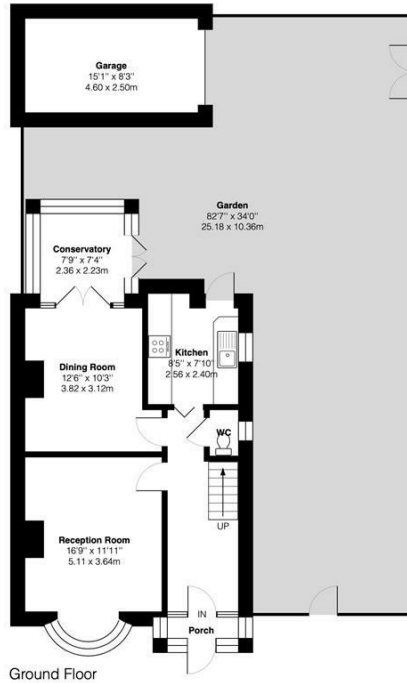 Garage
15'1" x 8'3"
4.60 x 2.50m
Garden
82'7" x 34'0"
25.18 x 10.36m
Conservatory
7'9" x 7'4"
2.36 x 2.23m
Kitchen
8'5" x 7'10"
2.56 x 2.40m
Dining Room
12'6" x 10'3"
3.82 x 3.12m
WC
Reception Room
16'9" x 11'11"
5.11 x 3.64m
UP
IN
Porch
Ground Floor